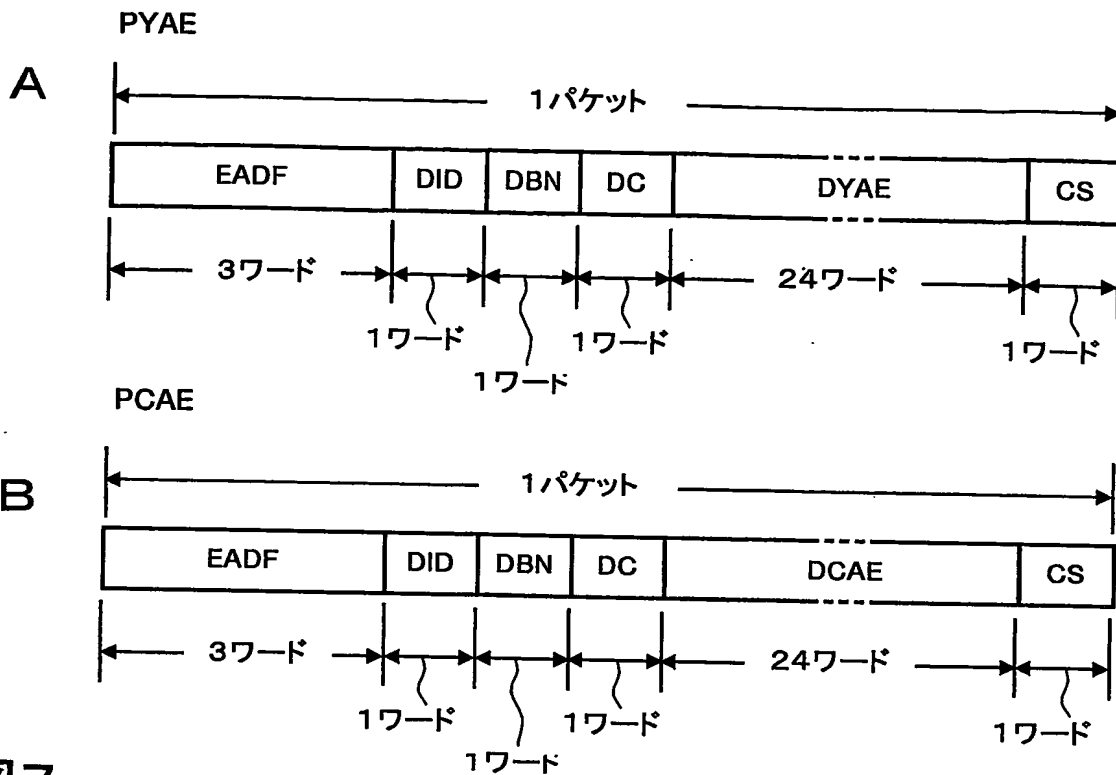 PYAE
A
1パケット
EADF DID DBN DC DYAE CS
3ワード 24ワード
1ワード 1ワード 1ワード
1ワード
PCAE
B
1パケット
EADF DID DBN DC DCAE CS
3ワード 24ワード
1ワード 1ワード 1ワード
1ワード